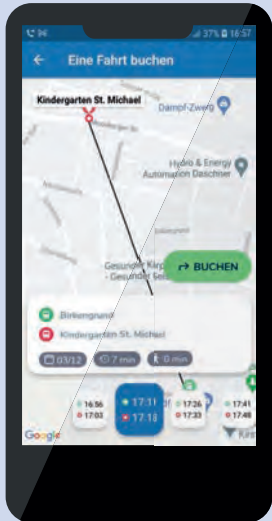 37% 16:57
Eine Fahrt buchen
Kindergarten St. Michael
Dampf-Zwerg
Hydro & Energy
Automation Daschner
BUCHEN
Birkengrund
Kindergarten St. Michael
03/12 7 min 0 min
16:56
17:03
17:11
17:18
17:26
17:33
17:41
17:48
Google